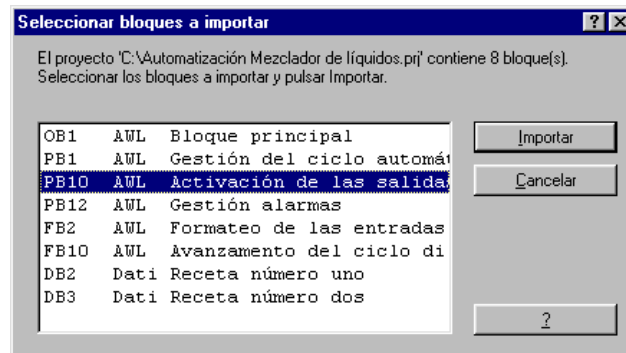 Seleccionar bloques a importar
El proyecto 'C:\Automatización Mezclador de líquidos.prj' contiene 8 bloque(s).
Seleccionar los bloques a importar y pulsar Importar.
OB1 AWL Bloque principal
PB1 AWL Gestión del ciclo automát
PB10 AWL Activación de las salidas
PB12 AWL Gestión alarmas
FB2 AWL Formateo de las entradas
FB10 AWL Avanzamento del ciclo di
DB2 Dati Receta número uno
DB3 Dati Receta número dos
Importar
Cancelar
?